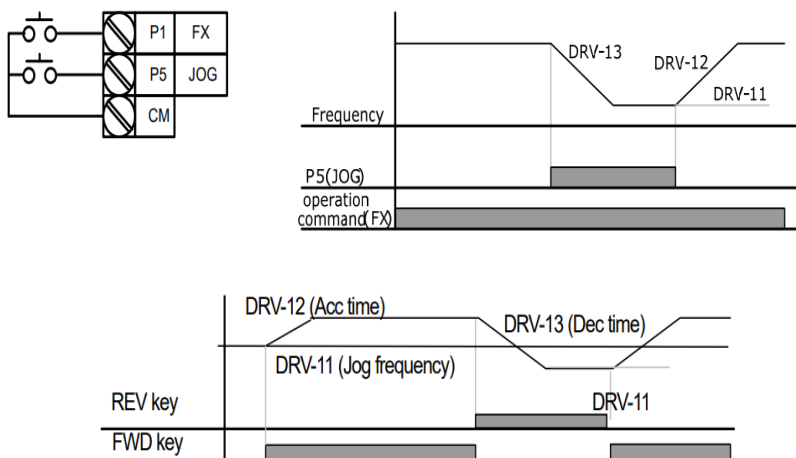 P1 FX
P5 JOG
CM
DRV-13
DRV-12
DRV-11
Frequency
P5(JOG)
operation
command(FX)
DRV-12 (Acc time)
DRV-13 (Dec time)
DRV-11 (Jog frequency)
REV key
DRV-11
FWD key